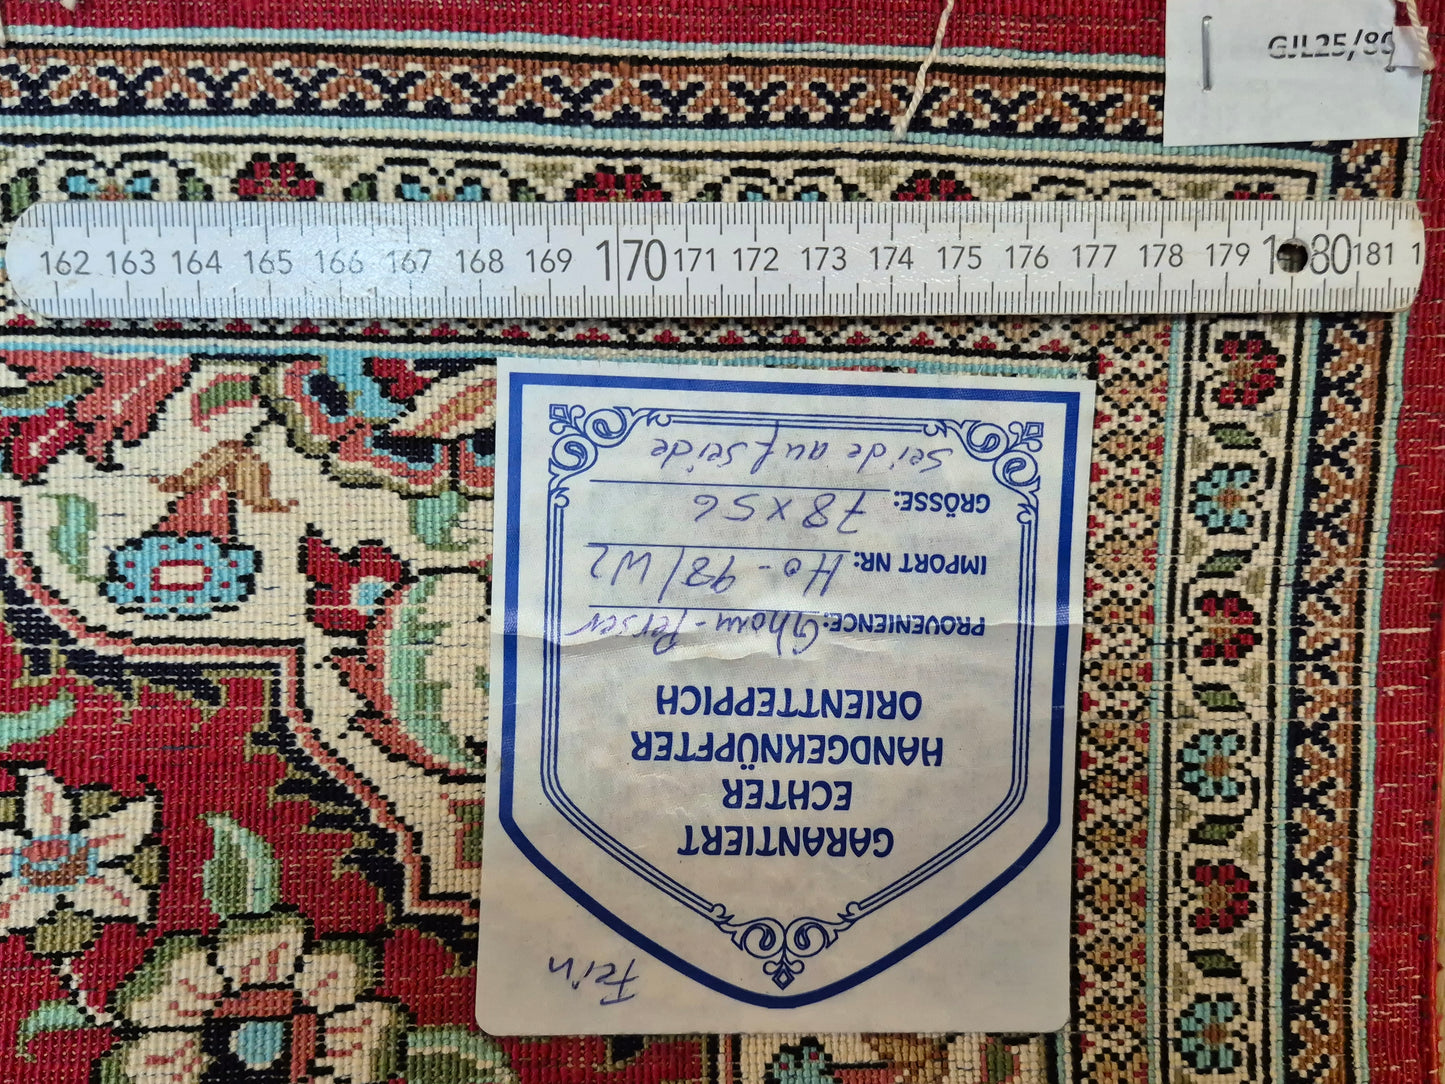 GJL25/8
162 163 164 165 166 167 168 169 170 171 172 173 174 175 176 177 178 179 180 181 1
Fein
GARANTIERT
ECHTER
HANDGEKNÜPFTER
ORIENTTEPPICH
PROVENIENCE: Ghom-Perser
IMPORT NR: Ho-98/W2
GRÖSSE: 78x56
Seide auf Seide